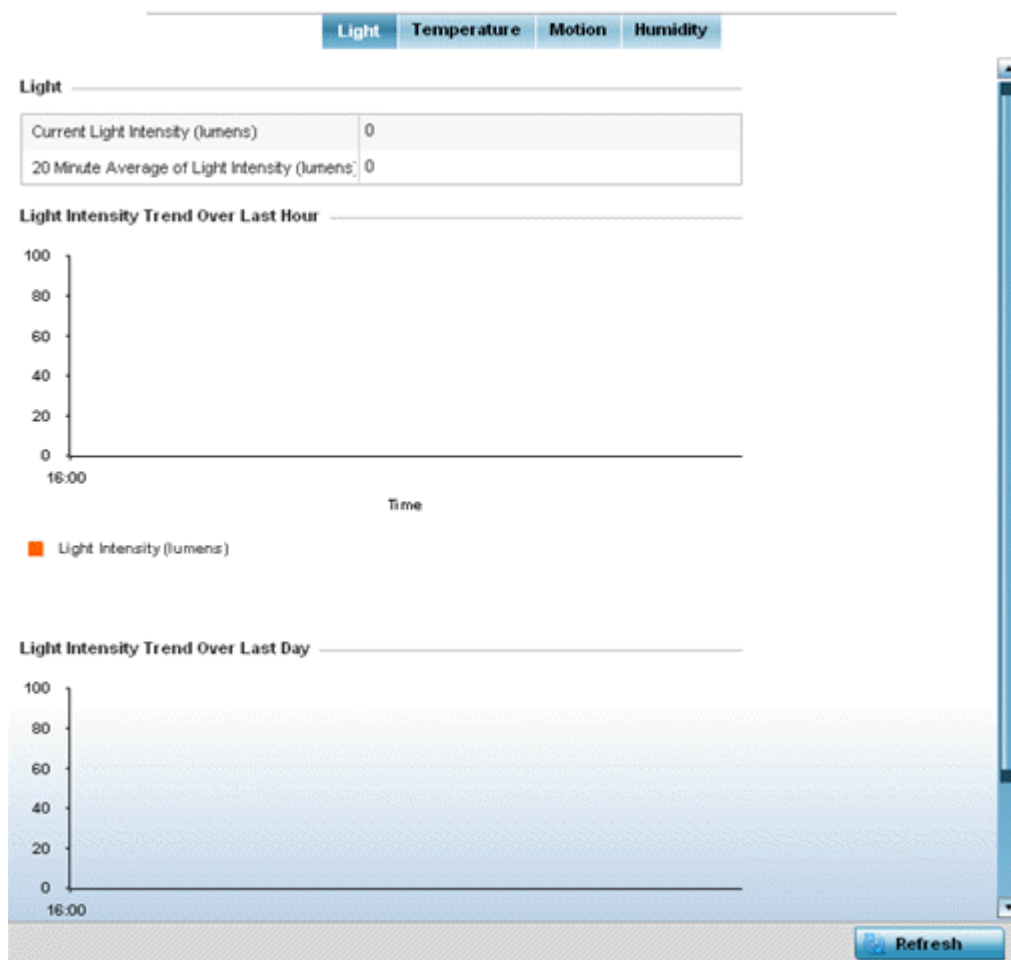 Light Temperature Motion Humidity
Light
Current Light Intensity (lumens) 0
20 Minute Average of Light Intensity (lumens) 0
Light Intensity Trend Over Last Hour
100
80
60
40
20
0
16:00
Time
Light Intensity (lumens)
Light Intensity Trend Over Last Day
100
80
60
40
20
0
16:00
Refresh